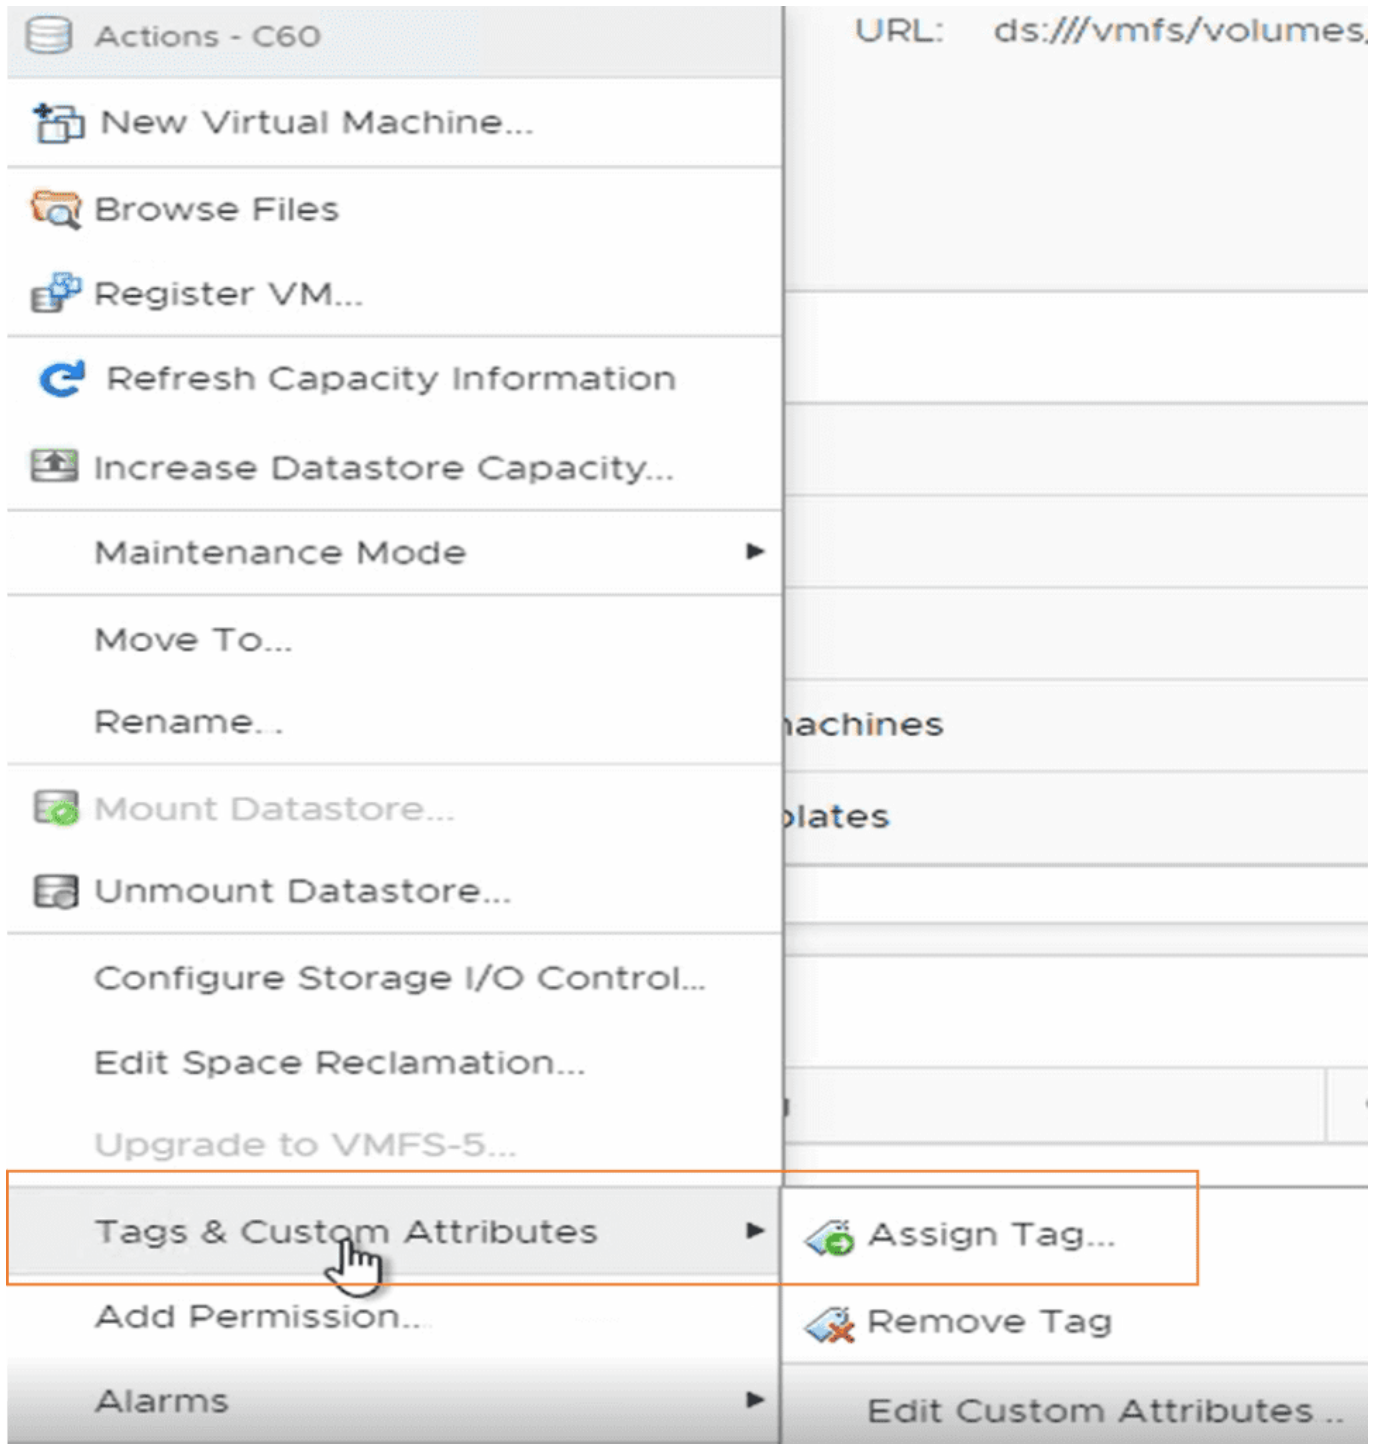 Actions - C60
URL: ds:///vmfs/volumes
New Virtual Machine...
Browse Files
Register VM...
Refresh Capacity Information
Increase Datastore Capacity...
Maintenance Mode
Move To...
Rename...
achines
Mount Datastore...
plates
Unmount Datastore...
Configure Storage I/O Control...
Edit Space Reclamation...
Upgrade to VMFS-5...
Tags & Custom Attributes
Assign Tag...
Add Permission...
Remove Tag
Alarms
Edit Custom Attributes...